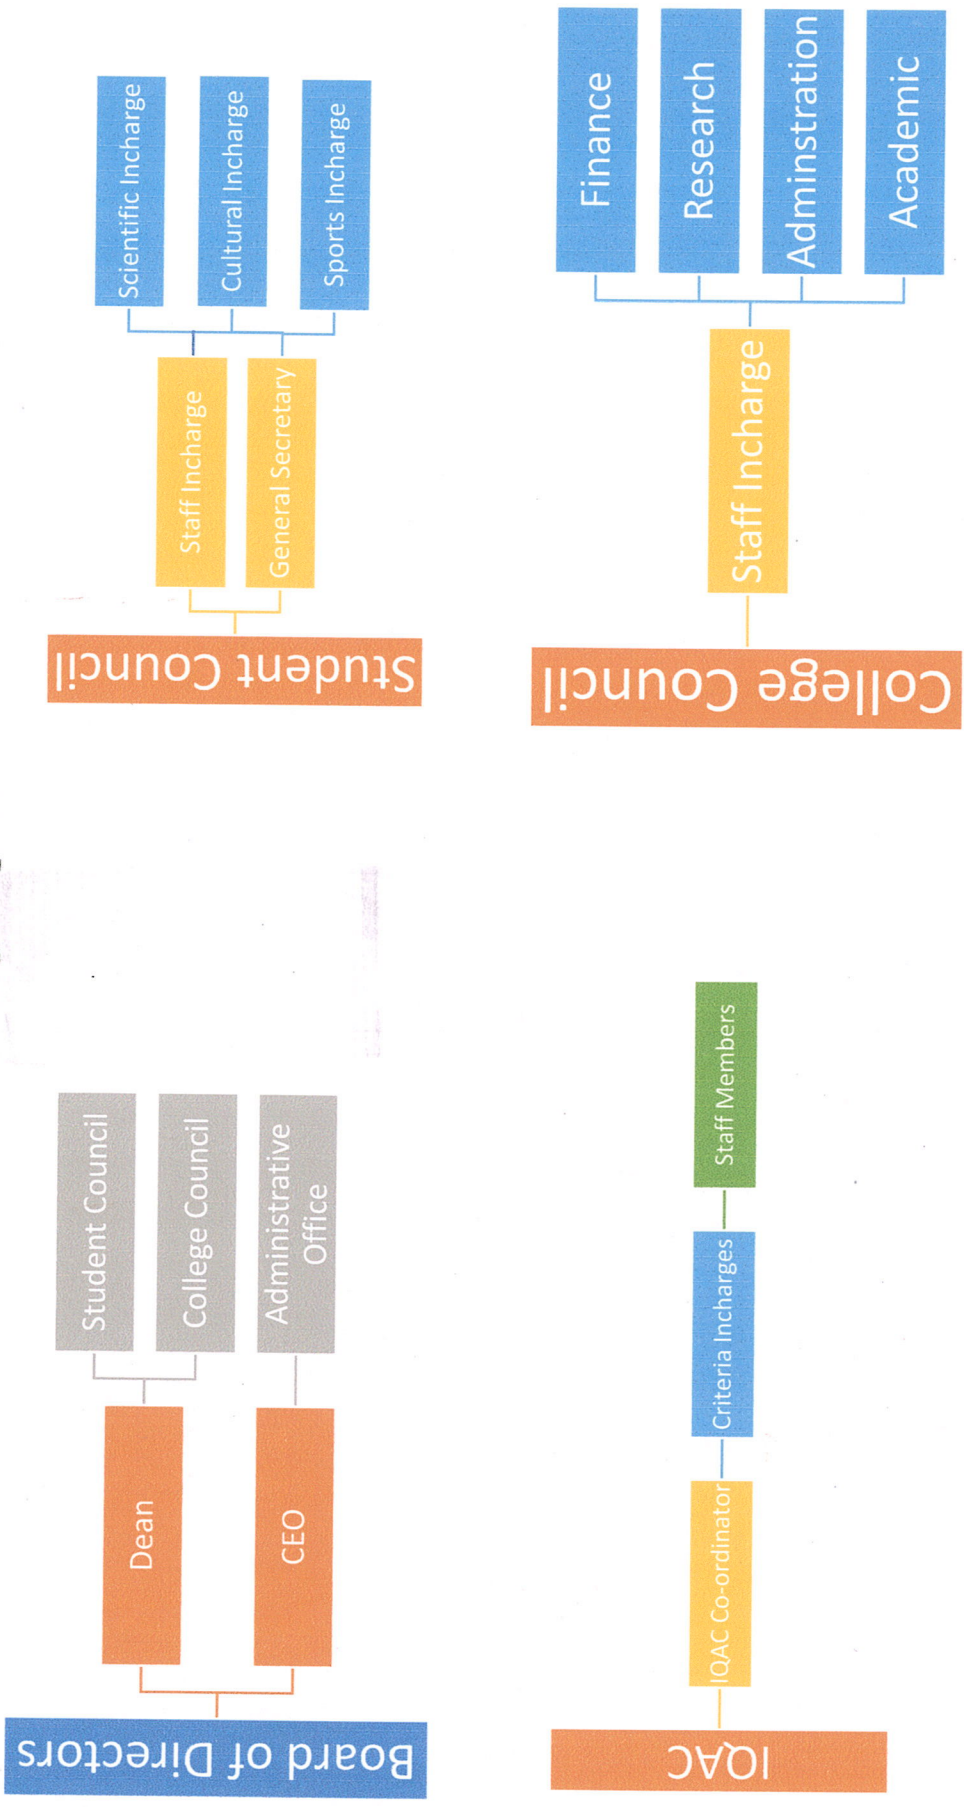 Board of Directors
Dean
CEO
Student Council
College Council
Administrative
Office
Student Council
Staff Incharge
General Secretary
Scientific Incharge
Cultural Incharge
Sports Incharge
IQAC
IQAC Co-ordinator
Criteria Incharges
Staff Members
College Council
Staff Incharge
Finance
Research
Adminstration
Academic